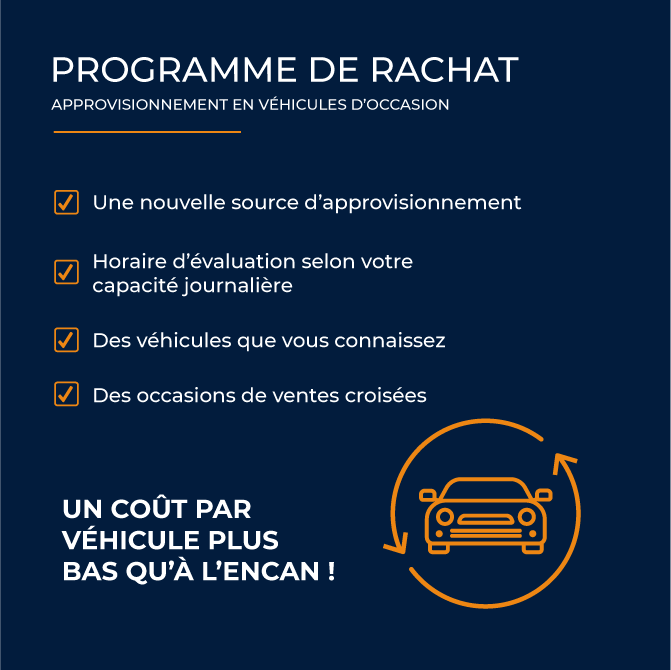 PROGRAMME DE RACHAT
APPROVISIONNEMENT EN VÉHICULES D'OCCASION
Une nouvelle source d'approvisionnement
Horaire d'évaluation selon votre
capacité journalière
Des véhicules que vous connaissez
Des occasions de ventes croisées
UN COÛT PAR
VÉHICULE PLUS
BAS QU'À L'ENCAN !